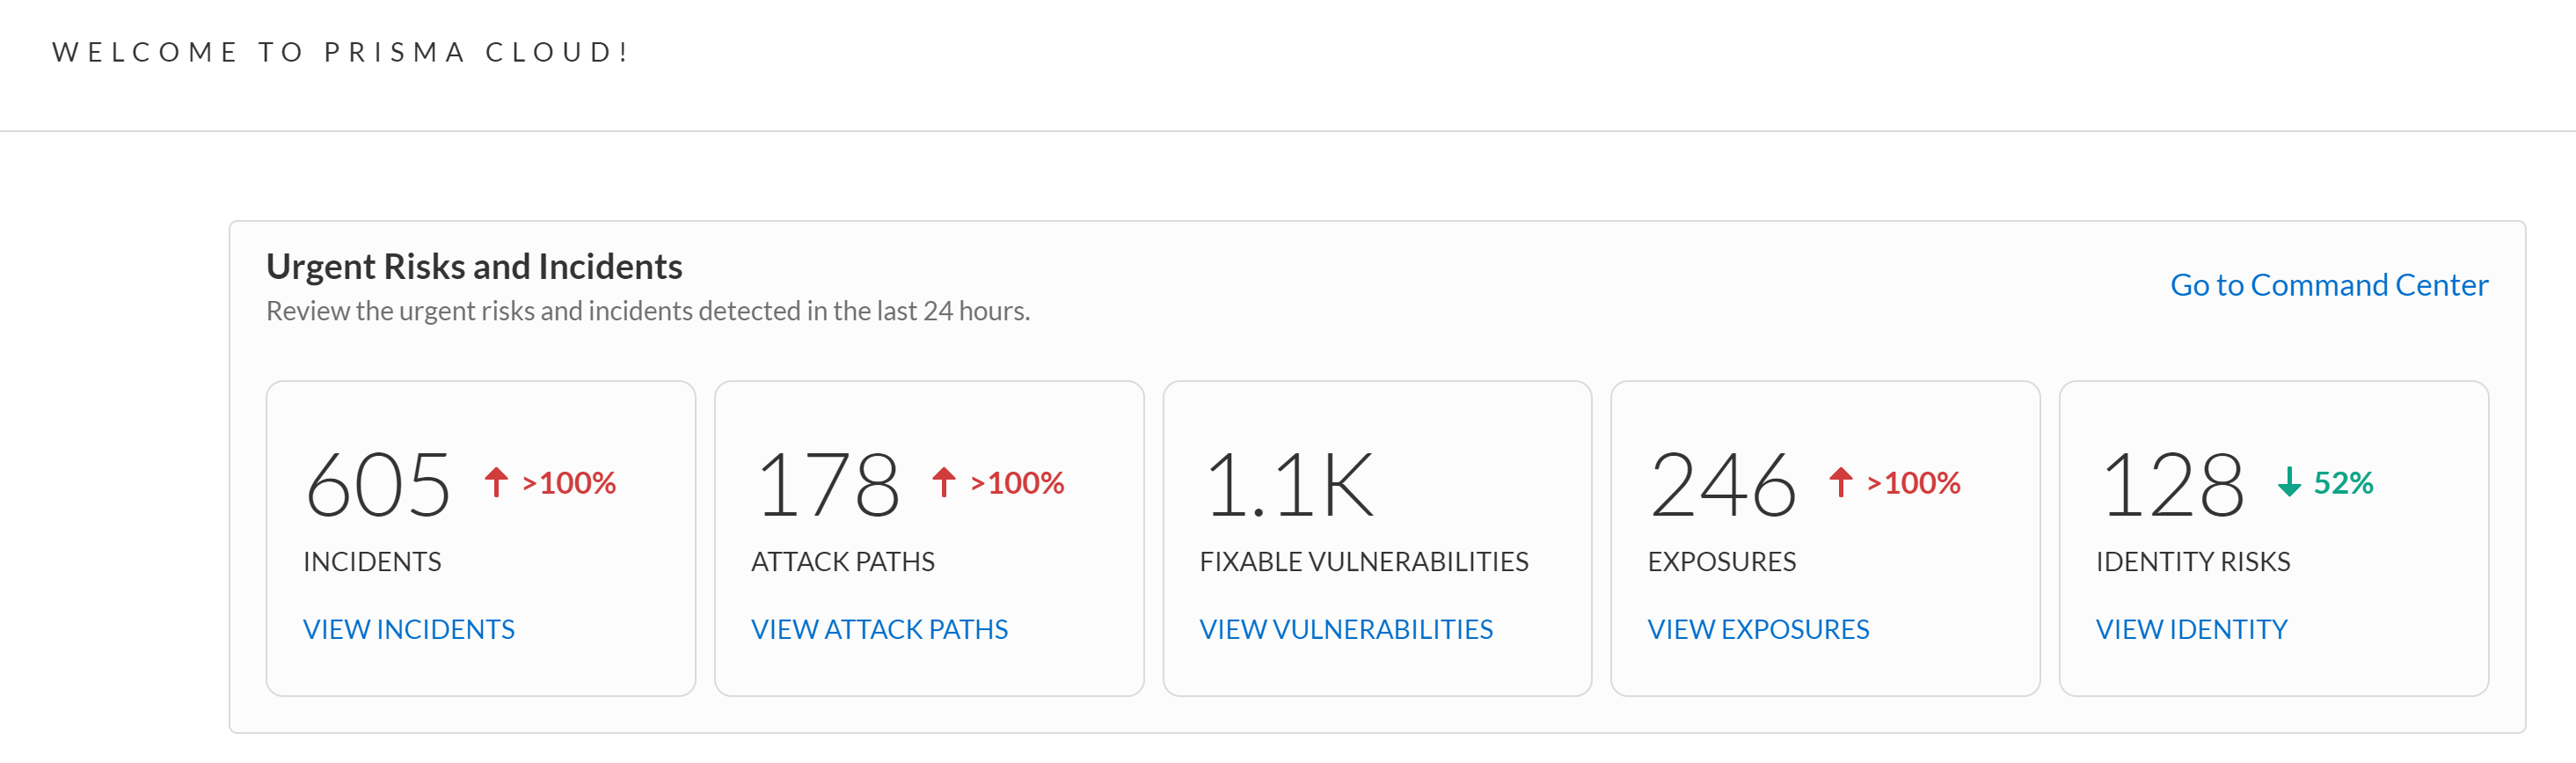 WELCOME TO PRISMA CLOUD!
Urgent Risks and Incidents
Review the urgent risks and incidents detected in the last 24 hours.
Go to Command Center
605 >100%
INCIDENTS
VIEW INCIDENTS
178 >100%
ATTACK PATHS
VIEW ATTACK PATHS
1.1K
FIXABLE VULNERABILITIES
VIEW VULNERABILITIES
246 >100%
EXPOSURES
VIEW EXPOSURES
128 52%
IDENTITY RISKS
VIEW IDENTITY